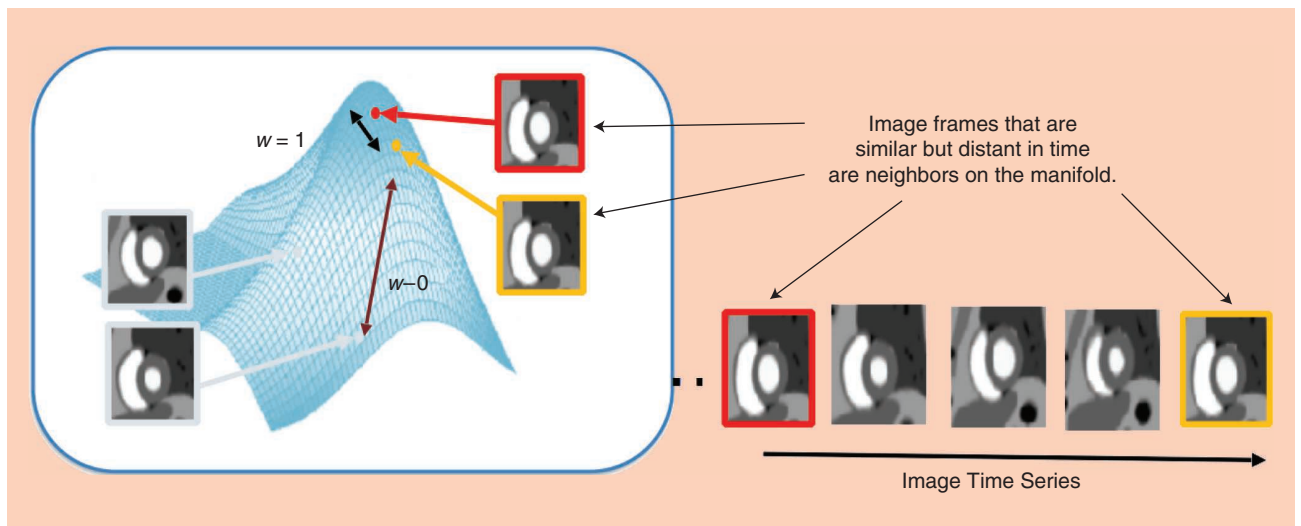 w = 1
w–0
Image frames that are
similar but distant in time
are neighbors on the manifold.
Image Time Series